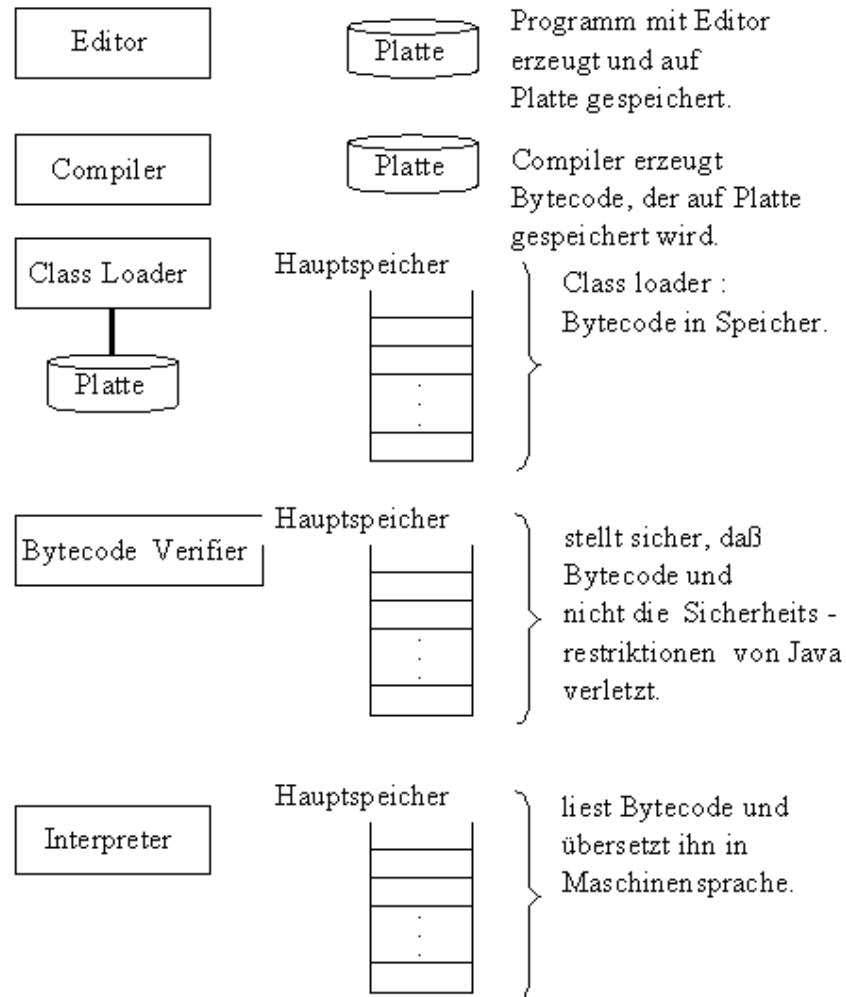 Editor
Platte
Programm mit Editor
erzeugt und auf
Platte gespeichert.
Compiler
Platte
Compiler erzeugt
Bytecode, der auf Platte
gespeichert wird.
Class Loader
Platte
Hauptspeicher
Class loader :
Bytecode in Speicher.
Bytecode Verifier
Hauptspeicher
stellt sicher, daß
Bytecode und
nicht die Sicherheits -
restriktionen von Java
verletzt.
Interpreter
Hauptspeicher
liest Bytecode und
übersetzt ihn in
Maschinensprache.